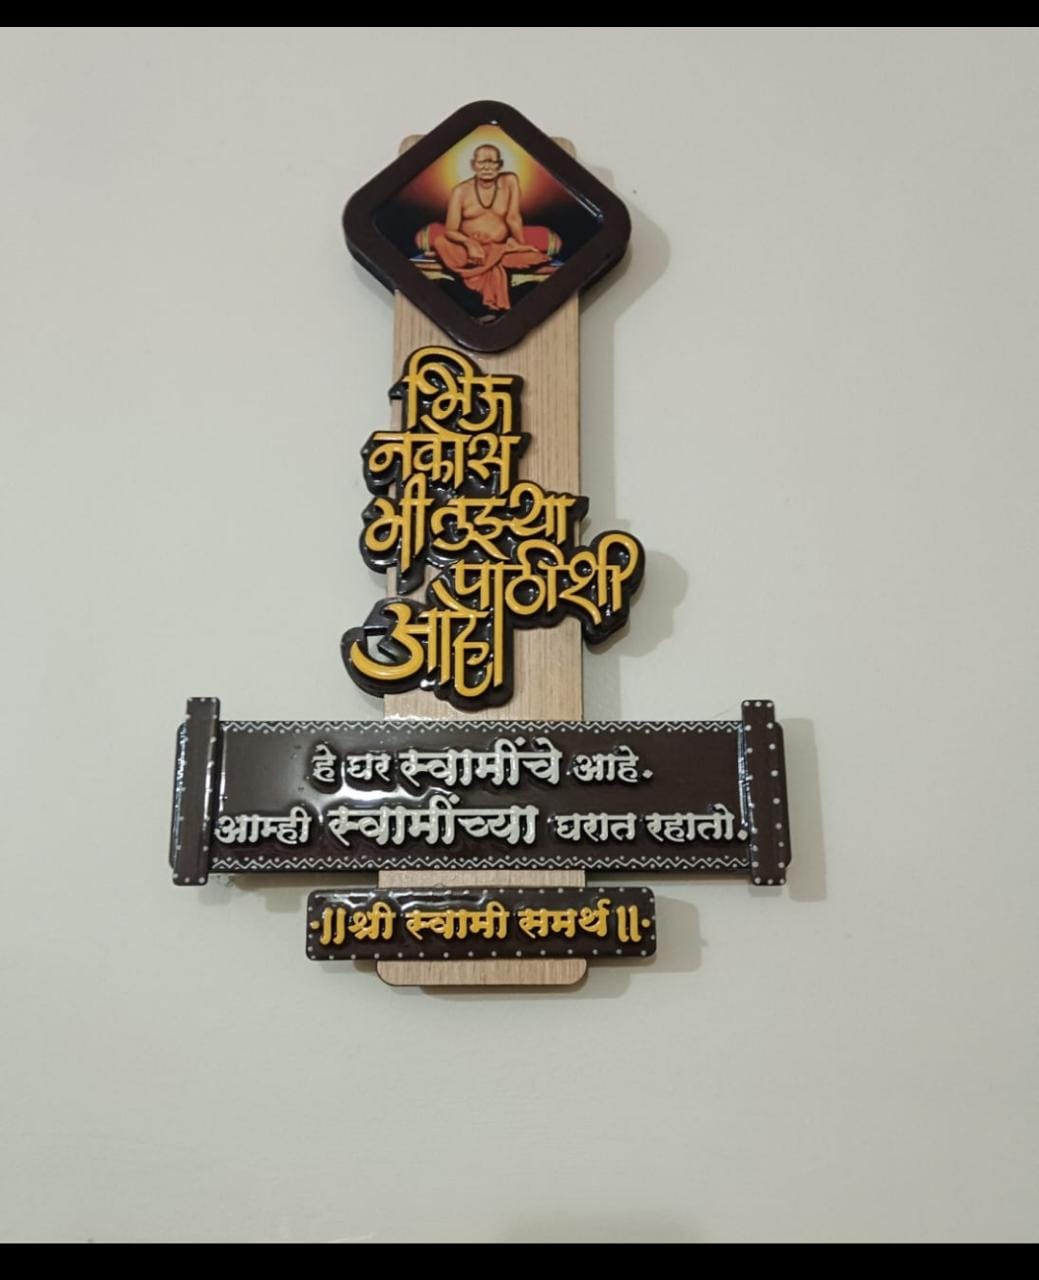 भिऊ
नकोस
मी तुझ्या
पाठीशी
आहे।
हे घर स्वामींचे आहे.
आम्ही स्वामींच्या घरात रहातो.
॥श्री स्वामी समर्थ॥